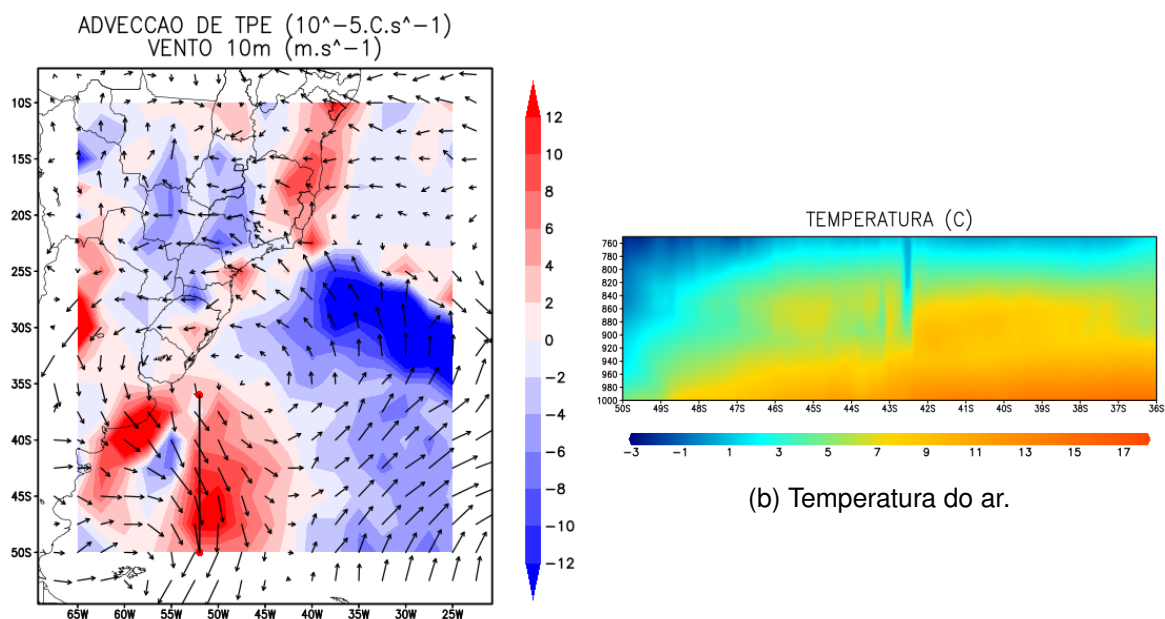 ADVECCAO DE TPE (10^−5.C.s^−1)
VENTO 10m (m.s^−1)
10S
15S
20S
25S
30S
35S
40S
45S
50S
65W 60W 55W 50W 45W 40W 35W 30W 25W
12
10
8
6
4
2
0
−2
−4
−6
−8
−10
−12
TEMPERATURA (C)
760
780
800
820
840
860
880
900
920
940
960
980
1000
50S 49S 48S 47S 46S 45S 44S 43S 42S 41S 40S 39S 38S 37S 36S
−3 −1 1 3 5 7 9 11 13 15 17
(b) Temperatura do ar.